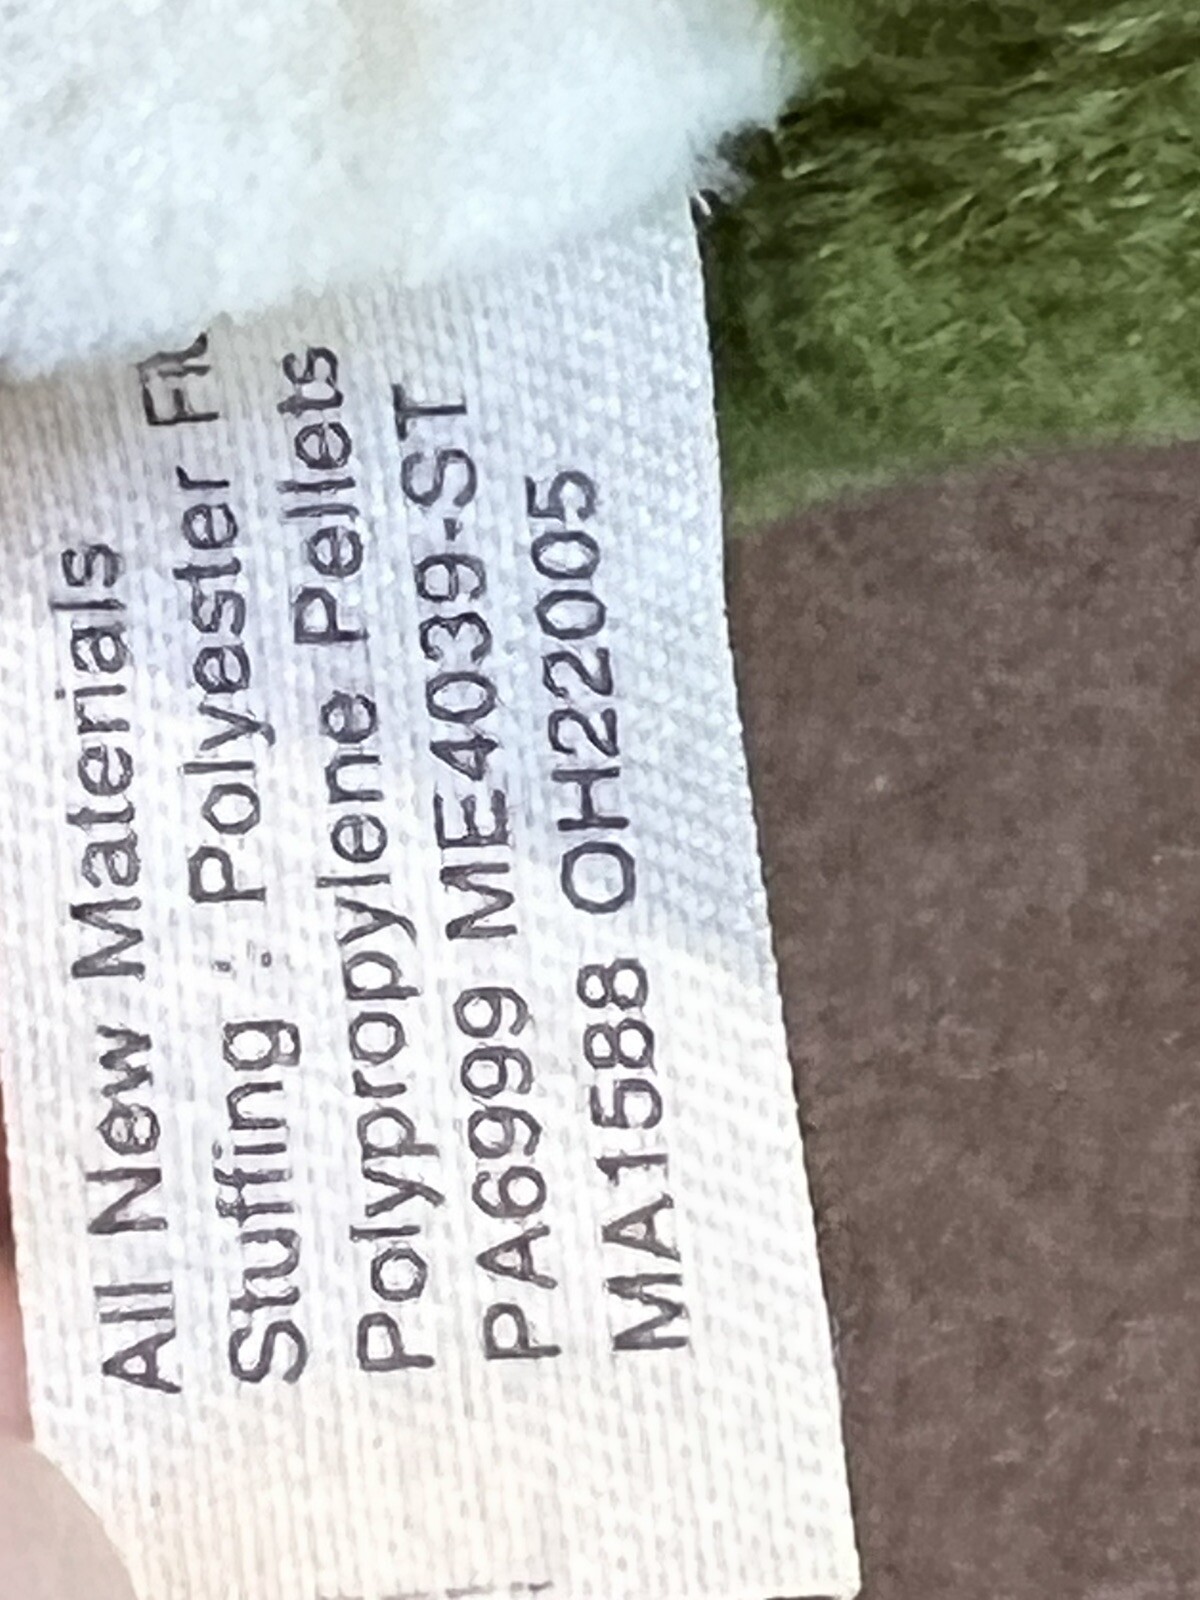 All New Materials
Stuffing : Polyester
Polypropylene Pellets
PA6999 ME4039-ST
MA1588 OH22005